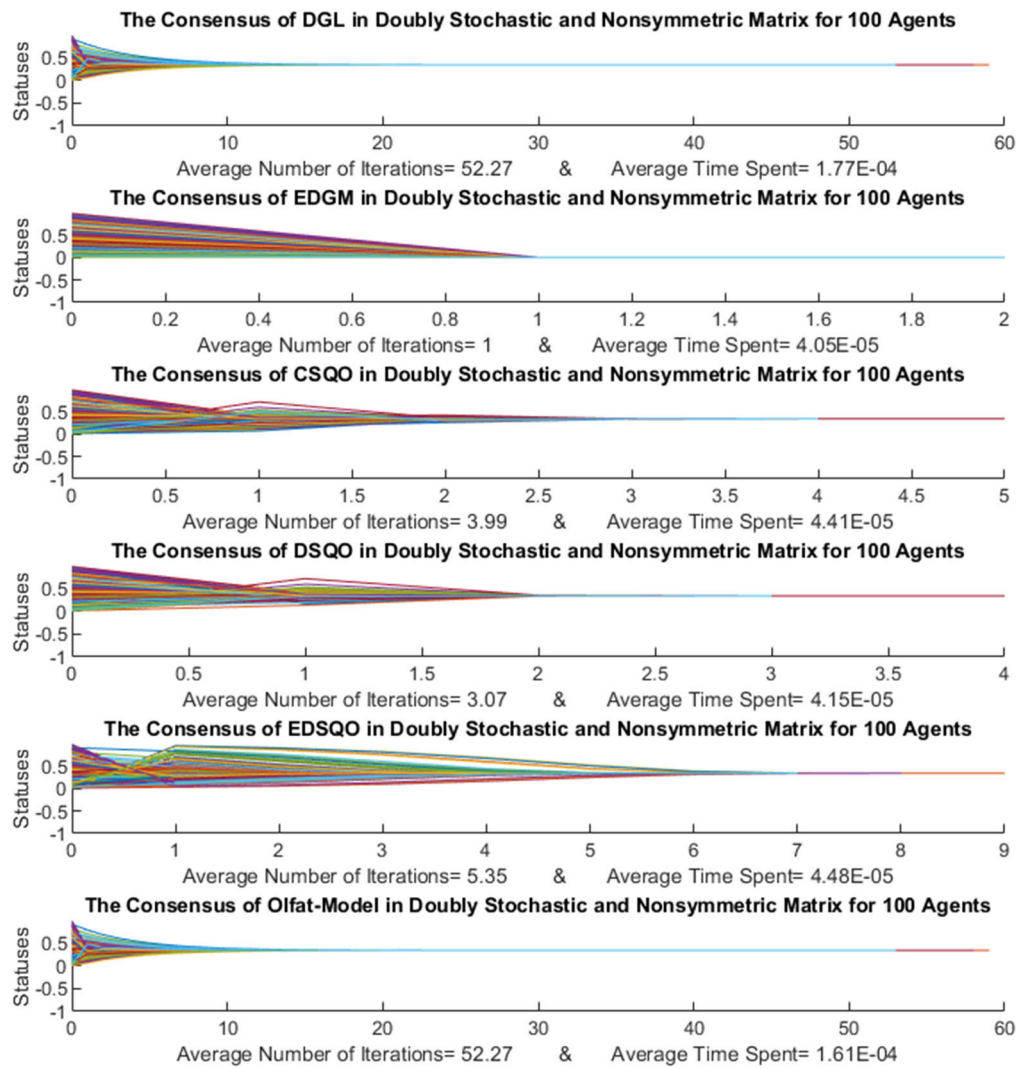 The Consensus of DGL in Doubly Stochastic and Nonsymmetric Matrix for 100 Agents
Statuses
0.5
0
-0.5
-1
0 10 20 30 40 50 60
Average Number of Iterations= 52.27 & Average Time Spent= 1.77E-04
The Consensus of EDGM in Doubly Stochastic and Nonsymmetric Matrix for 100 Agents
Statuses
0.5
0
-0.5
-1
0 0.2 0.4 0.6 0.8 1 1.2 1.4 1.6 1.8 2
Average Number of Iterations= 1 & Average Time Spent= 4.05E-05
The Consensus of CSQO in Doubly Stochastic and Nonsymmetric Matrix for 100 Agents
Statuses
0.5
0
-0.5
-1
0 0.5 1 1.5 2 2.5 3 3.5 4 4.5 5
Average Number of Iterations= 3.99 & Average Time Spent= 4.41E-05
The Consensus of DSQO in Doubly Stochastic and Nonsymmetric Matrix for 100 Agents
Statuses
0.5
0
-0.5
-1
0 0.5 1 1.5 2 2.5 3 3.5 4
Average Number of Iterations= 3.07 & Average Time Spent= 4.15E-05
The Consensus of EDSQO in Doubly Stochastic and Nonsymmetric Matrix for 100 Agents
Statuses
0.5
0
-0.5
-1
0 1 2 3 4 5 6 7 8 9
Average Number of Iterations= 5.35 & Average Time Spent= 4.48E-05
The Consensus of Olfat-Model in Doubly Stochastic and Nonsymmetric Matrix for 100 Agents
Statuses
0.5
0
-0.5
-1
0 10 20 30 40 50 60
Average Number of Iterations= 52.27 & Average Time Spent= 1.61E-04